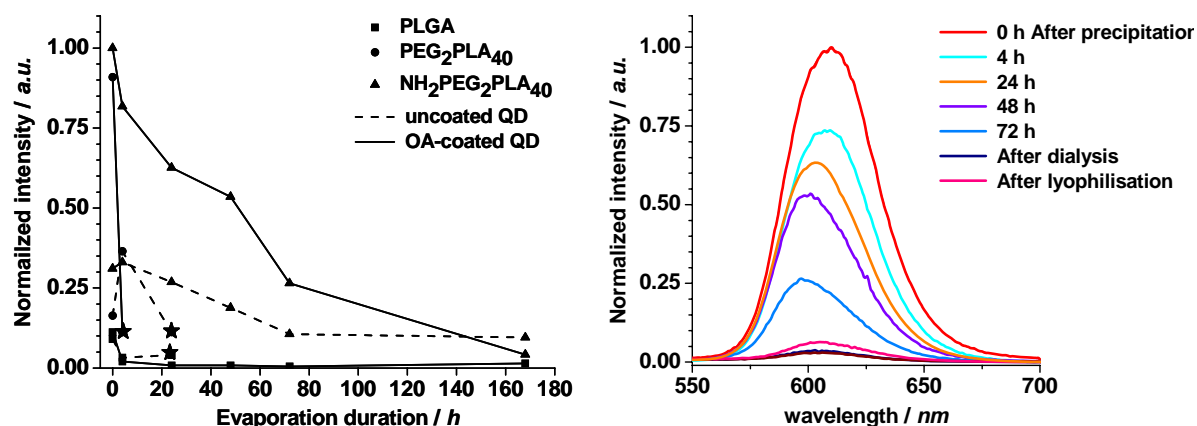 PLGA
PEG2PLA40
NH2PEG2PLA40
uncoated QD
OA-coated QD
1.00
0.75
0.50
0.25
0.00
0 20 40 60 80 100 120 140 160 180
Normailzed intensity / a.u.
Evaporation duration / h
0 h After precipitation
4 h
24 h
48 h
72 h
After dialysis
After lyophilisation
1.00
0.75
0.50
0.25
0.00
550 600 650 700
Normalized intensity / a.u.
wavelength / nm